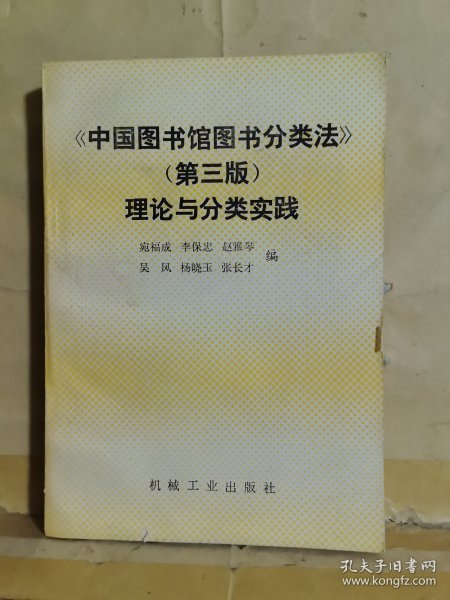 《中国图书馆图书分类法》
（第三版）
理论与分类实践
宛福成 李保忠 赵雅琴
吴 风 杨晓玉 张长才 编
机械工业出版社
孔夫子旧书网
www.kongfz.com